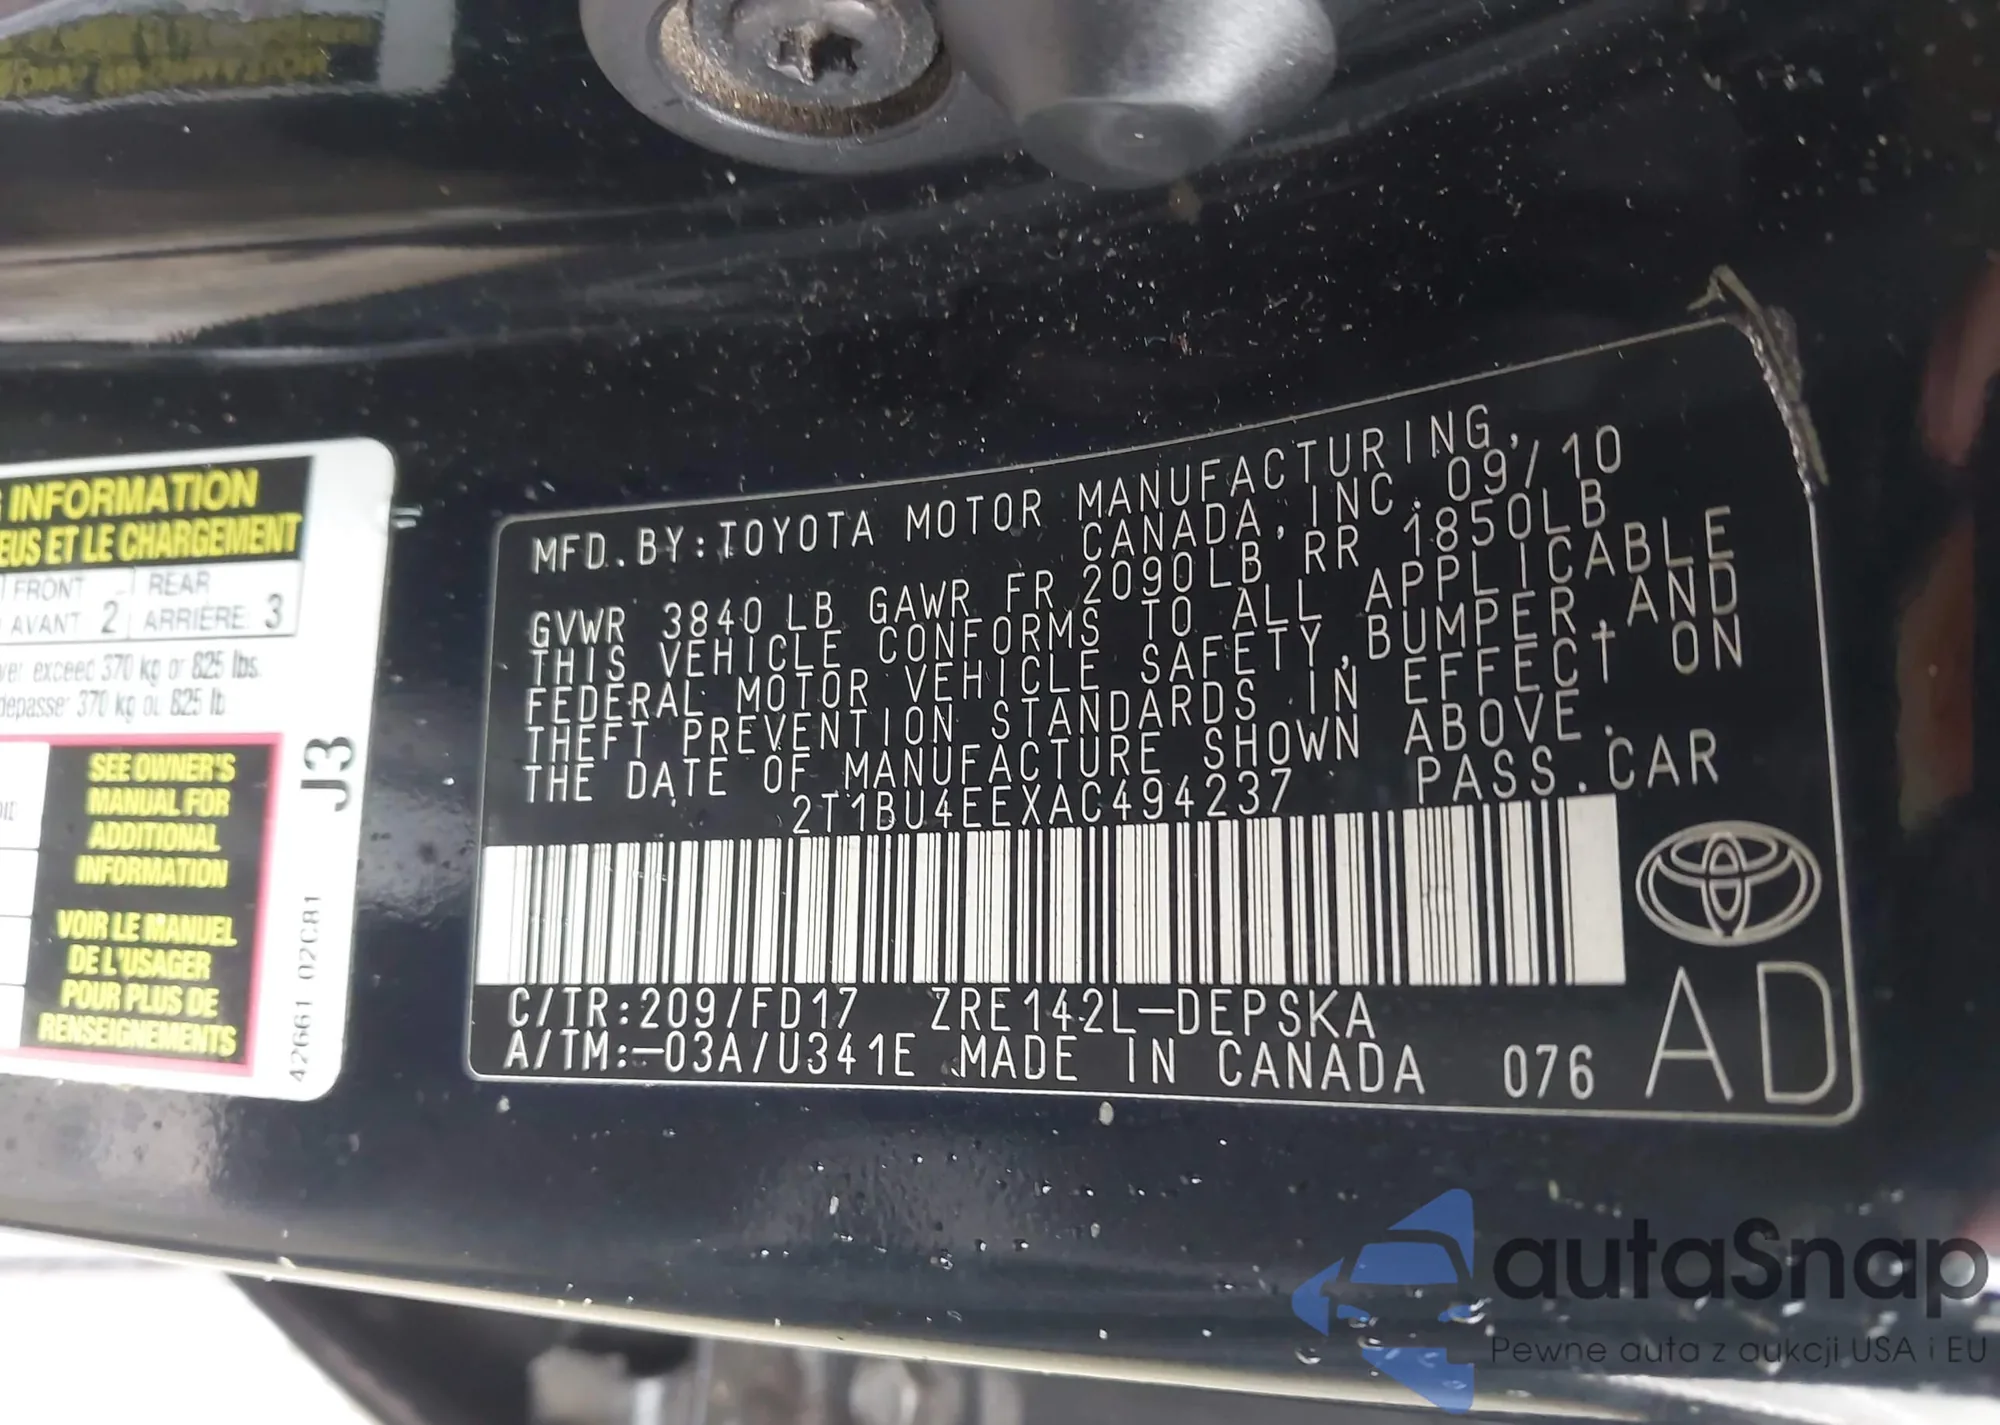 INFORMATION
EUS ET LE CHARGEMENT
FRONT REAR
AVANT 2 ARRIÈRE 3
exceed 370 kg or 825 lbs.
370 kg ou 825 lb
SEE OWNER'S
MANUAL FOR
ADDITIONAL
INFORMATION
VOIR LE MANUEL
DE L'USAGER
POUR PLUS DE
RENSEIGNEMENTS
J3
42661 02C81
MFD.BY:TOYOTA MOTOR MANUFACTURING,
CANADA, INC. 09/10
GVWR 3840 LB GAWR FR 2090LB RR 1850LB
THIS VEHICLE CONFORMS TO ALL APPLICABLE
FEDERAL MOTOR VEHICLE SAFETY, BUMPER, AND
THEFT PREVENTION STANDARDS IN EFFECT ON
THE DATE OF MANUFACTURE SHOWN ABOVE.
2T1BU4EEXAC494237 PASS.CAR
C/TR:209/FD17 ZRE142L-DEPSKA
A/TM:-03A/U341E MADE IN CANADA 076
AD
autaSnap
Pewne auta z aukcji USA i EU